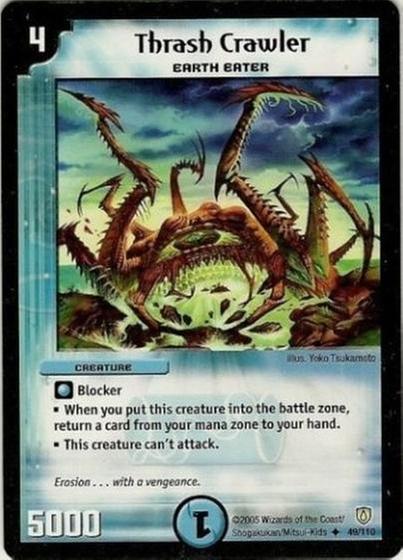 4
Thrash Crawler
EARTH EATER
illus. Yoko Tsukamoto
CREATURE
Blocker
▪ When you put this creature into the battle zone,
return a card from your mana zone to your hand.
▪ This creature can't attack.
Erosion . . . with a vengeance.
5000
1
©2005 Wizards of the Coast/
Shogakukan/Mitsui-Kids ♦ 49/110